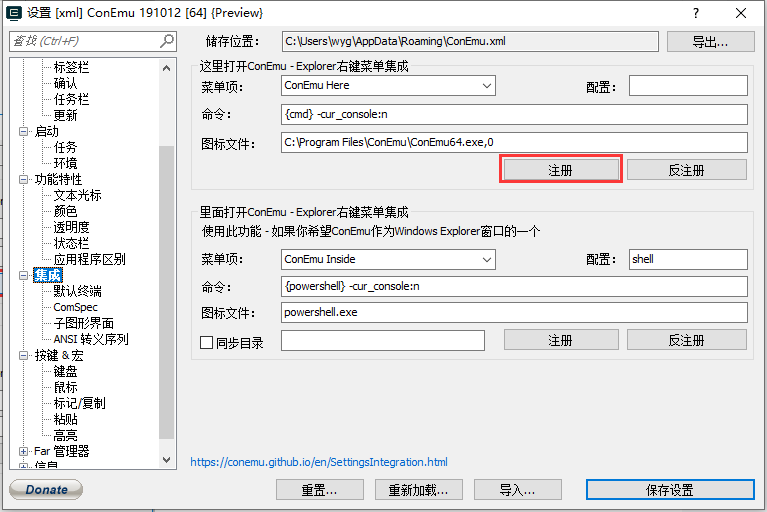 设置 [xml] ConEmu 191012 [64] {Preview}
查找 (Ctrl+F)
储存位置：
C:\Users\wyg\AppData\Roaming\ConEmu.xml
导出...
标签栏
确认
任务栏
更新
启动
任务
环境
功能特性
文本光标
颜色
透明度
状态栏
应用程序区别
集成
默认终端
ComSpec
子图形界面
ANSI 转义序列
按键 & 宏
键盘
鼠标
标记/复制
粘贴
高亮
Far 管理器
信息
这里打开ConEmu - Explorer右键菜单集成
菜单项：
ConEmu Here
配置：
命令：
{cmd} -cur_console:n
图标文件：
C:\Program Files\ConEmu\ConEmu64.exe,0
注册
反注册
里面打开ConEmu - Explorer右键菜单集成
使用此功能 - 如果你希望ConEmu作为Windows Explorer窗口的一个
菜单项：
ConEmu Inside
配置：
shell
命令：
{powershell} -cur_console:n
图标文件：
powershell.exe
同步目录
注册
反注册
https://conemu.github.io/en/SettingsIntegration.html
Donate
重置...
重新加载...
导入...
保存设置